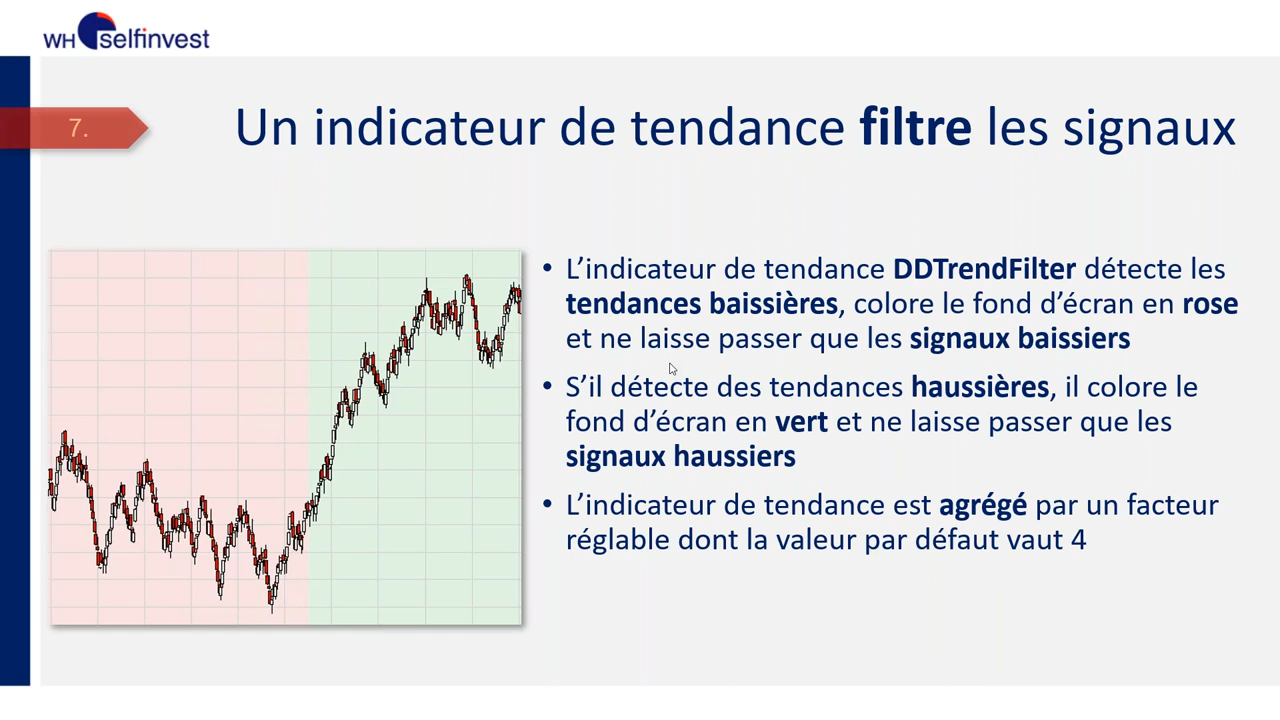 WH selfinvest
7.
Un indicateur de tendance filtre les signaux
• L’indicateur de tendance DDTrendFilter détecte les
tendances baissières, colore le fond d’écran en rose
et ne laisse passer que les signaux baissiers
• S’il détecte des tendances haussières, il colore le
fond d’écran en vert et ne laisse passer que les
signaux haussiers
• L’indicateur de tendance est agrégé par un facteur
réglable dont la valeur par défaut vaut 4